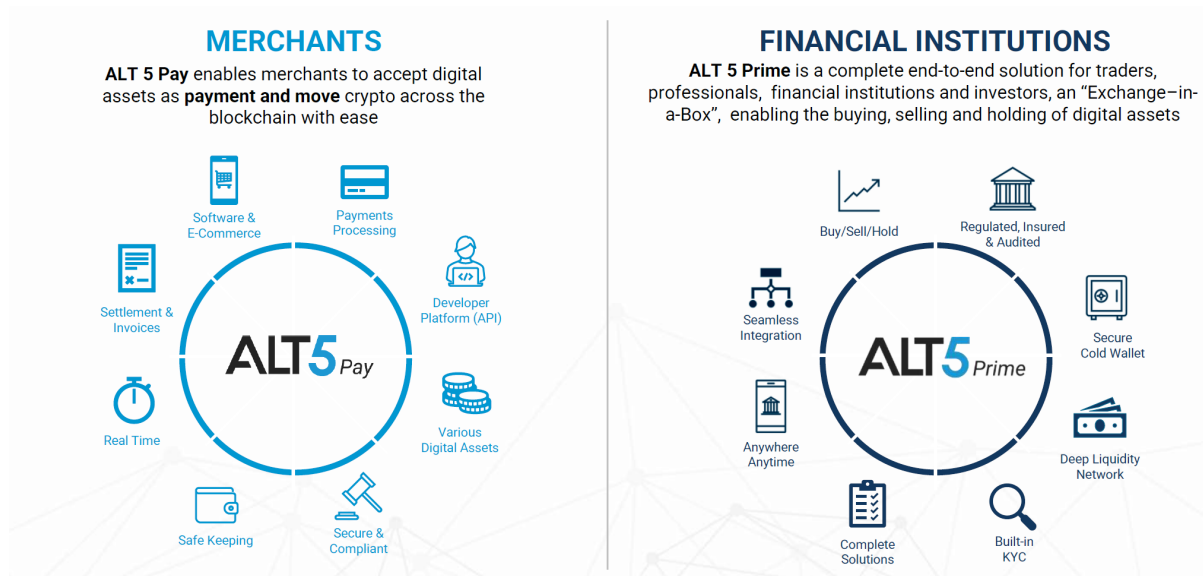 MERCHANTS
ALT 5 Pay enables merchants to accept digital
assets as payment and move crypto across the
blockchain with ease
Software &
E-Commerce
Payments
Processing
Settlement &
Invoices
Developer
Platform (API)
ALT5 Pay
Real Time
Various
Digital Assets
Safe Keeping
Secure &
Compliant
FINANCIAL INSTITUTIONS
ALT 5 Prime is a complete end-to-end solution for traders,
professionals, financial institutions and investors, an “Exchange–in-
a-Box”, enabling the buying, selling and holding of digital assets
Buy/Sell/Hold
Regulated, Insured
& Audited
Seamless
Integration
Secure
Cold Wallet
ALT5 Prime
Anywhere
Anytime
Deep Liquidity
Network
Complete
Solutions
Built-in
KYC